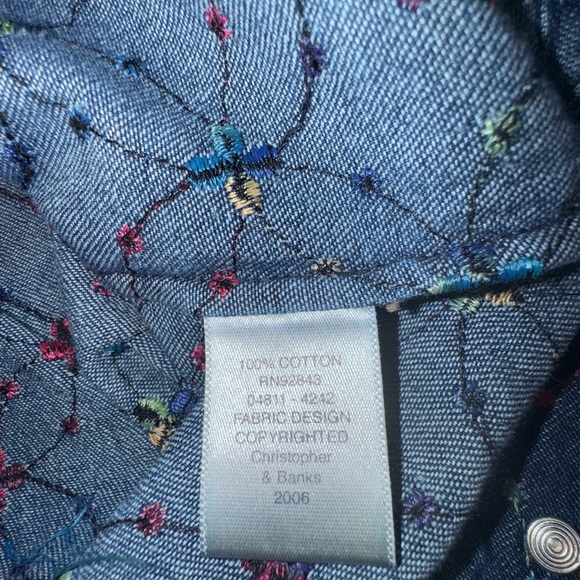 100% COTTON
RN92843
04811 - 4242
FABRIC DESIGN
COPYRIGHTED
Christopher
& Banks
2006